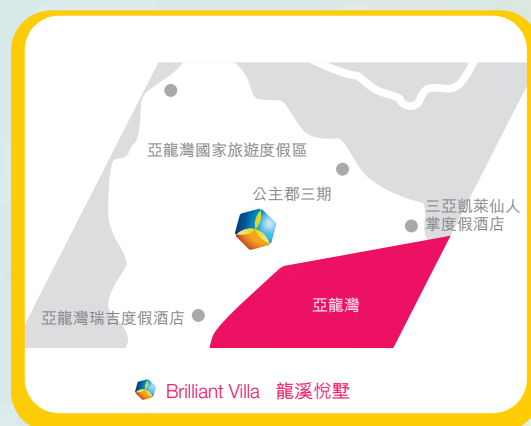 亞龍灣國家旅遊度假區
公主郡三期
三亞凱萊仙人
掌度假酒店
亞龍灣
亞龍灣瑞吉度假酒店
Brilliant Villa 龍溪悅墅